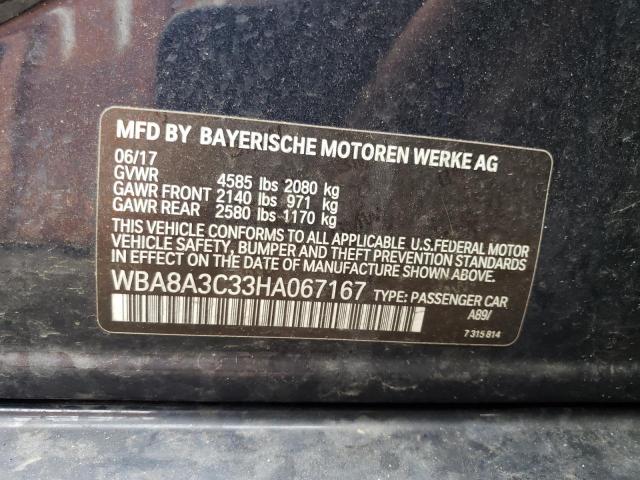 MFD BY BAYERISCHE MOTOREN WERKE AG
06/17
GVWR 4585 lbs 2080 kg
GAWR FRONT 2140 lbs 971 kg
GAWR REAR 2580 lbs 1170 kg
THIS VEHICLE CONFORMS TO ALL APPLICABLE U.S.FEDERAL MOTOR
VEHICLE SAFETY, BUMPER AND THEFT PREVENTION STANDARDS
IN EFFECT ON THE DATE OF MANUFACTURE SHOWN ABOVE.
WBA8A3C33HA067167 TYPE: PASSENGER CAR
A89/
7 315 814